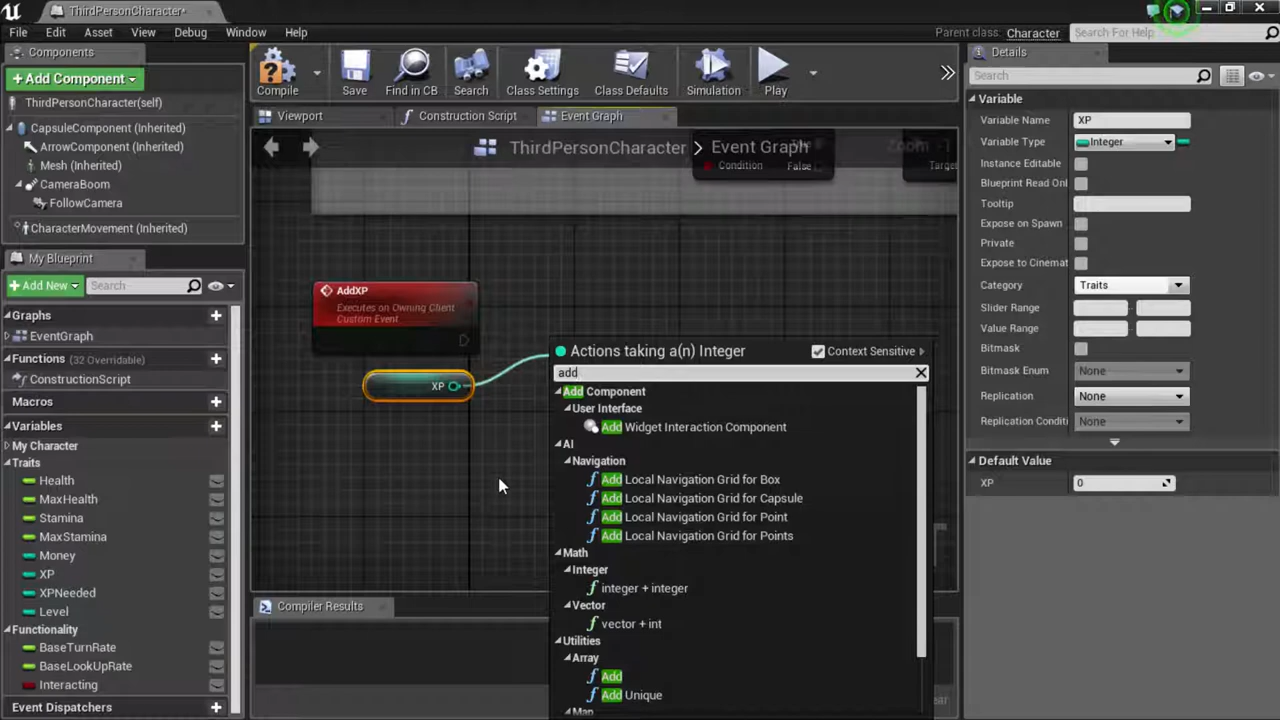 ThirdPersonCharacter*
File Edit Asset View Debug Window Help
Parent class: Character Search For Help
Components
Add Component
ThirdPersonCharacter(self)
CapsuleComponent (Inherited)
ArrowComponent (Inherited)
Mesh (Inherited)
CameraBoom
FollowCamera
CharacterMovement (Inherited)
My Blueprint
Add New Search
Graphs
EventGraph
Functions (32 Overridable)
ConstructionScript
Macros
Variables
My Character
Traits
Health
MaxHealth
Stamina
MaxStamina
Money
XP
XPNeeded
Level
Functionality
BaseTurnRate
BaseLookUpRate
Interacting
Event Dispatchers
Compile Save Find in CB Search Class Settings Class Defaults Simulation Play
Viewport Construction Script Event Graph
ThirdPersonCharacter > Event Graph
Condition False
Zoom
Target
AddXP
Executes on Owning Client
Custom Event
XP
Actions taking a(n) Integer Context Sensitive
add
Add Component
User Interface
Add Widget Interaction Component
AI
Navigation
Add Local Navigation Grid for Box
Add Local Navigation Grid for Capsule
Add Local Navigation Grid for Point
Add Local Navigation Grid for Points
Math
Integer
integer + integer
Vector
vector + int
Utilities
Array
Add
Add Unique
Map
Compiler Results
Details
Search
Variable
Variable Name XP
Variable Type Integer
Instance Editable
Blueprint Read Onl
Tooltip
Expose on Spawn
Private
Expose to Cinemat
Category Traits
Slider Range
Value Range
Bitmask
Bitmask Enum None
Replication None
Replication Conditi None
Default Value
XP 0